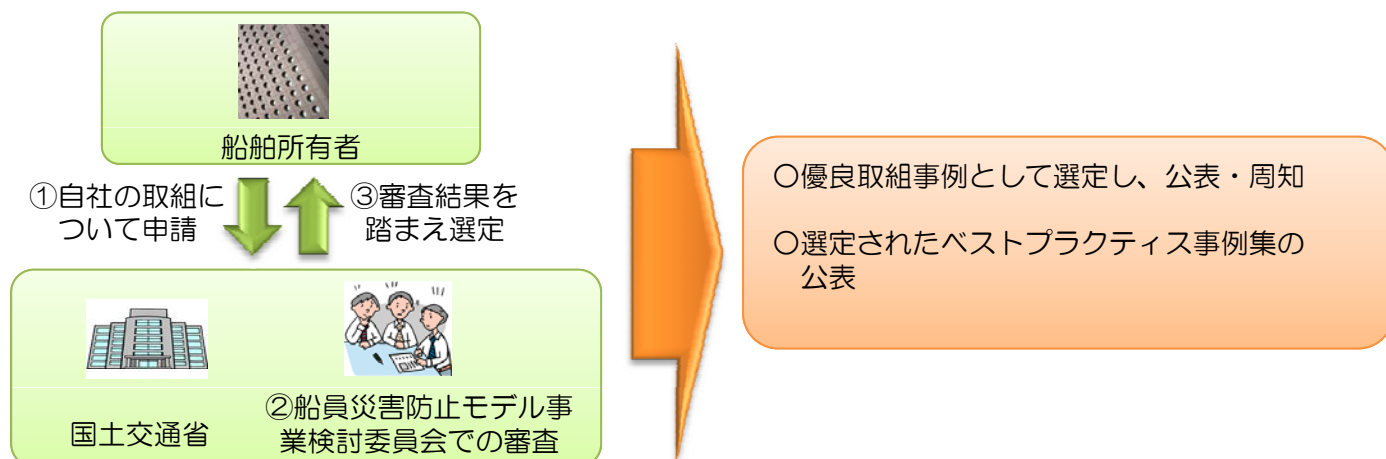 船舶所有者
①自社の取組に
ついて申請
③審査結果を
踏まえ選定
国土交通省
②船員災害防止モデル事
業検討委員会での審査
〇優良取組事例として選定し、公表・周知
〇選定されたベストプラクティス事例集の
公表